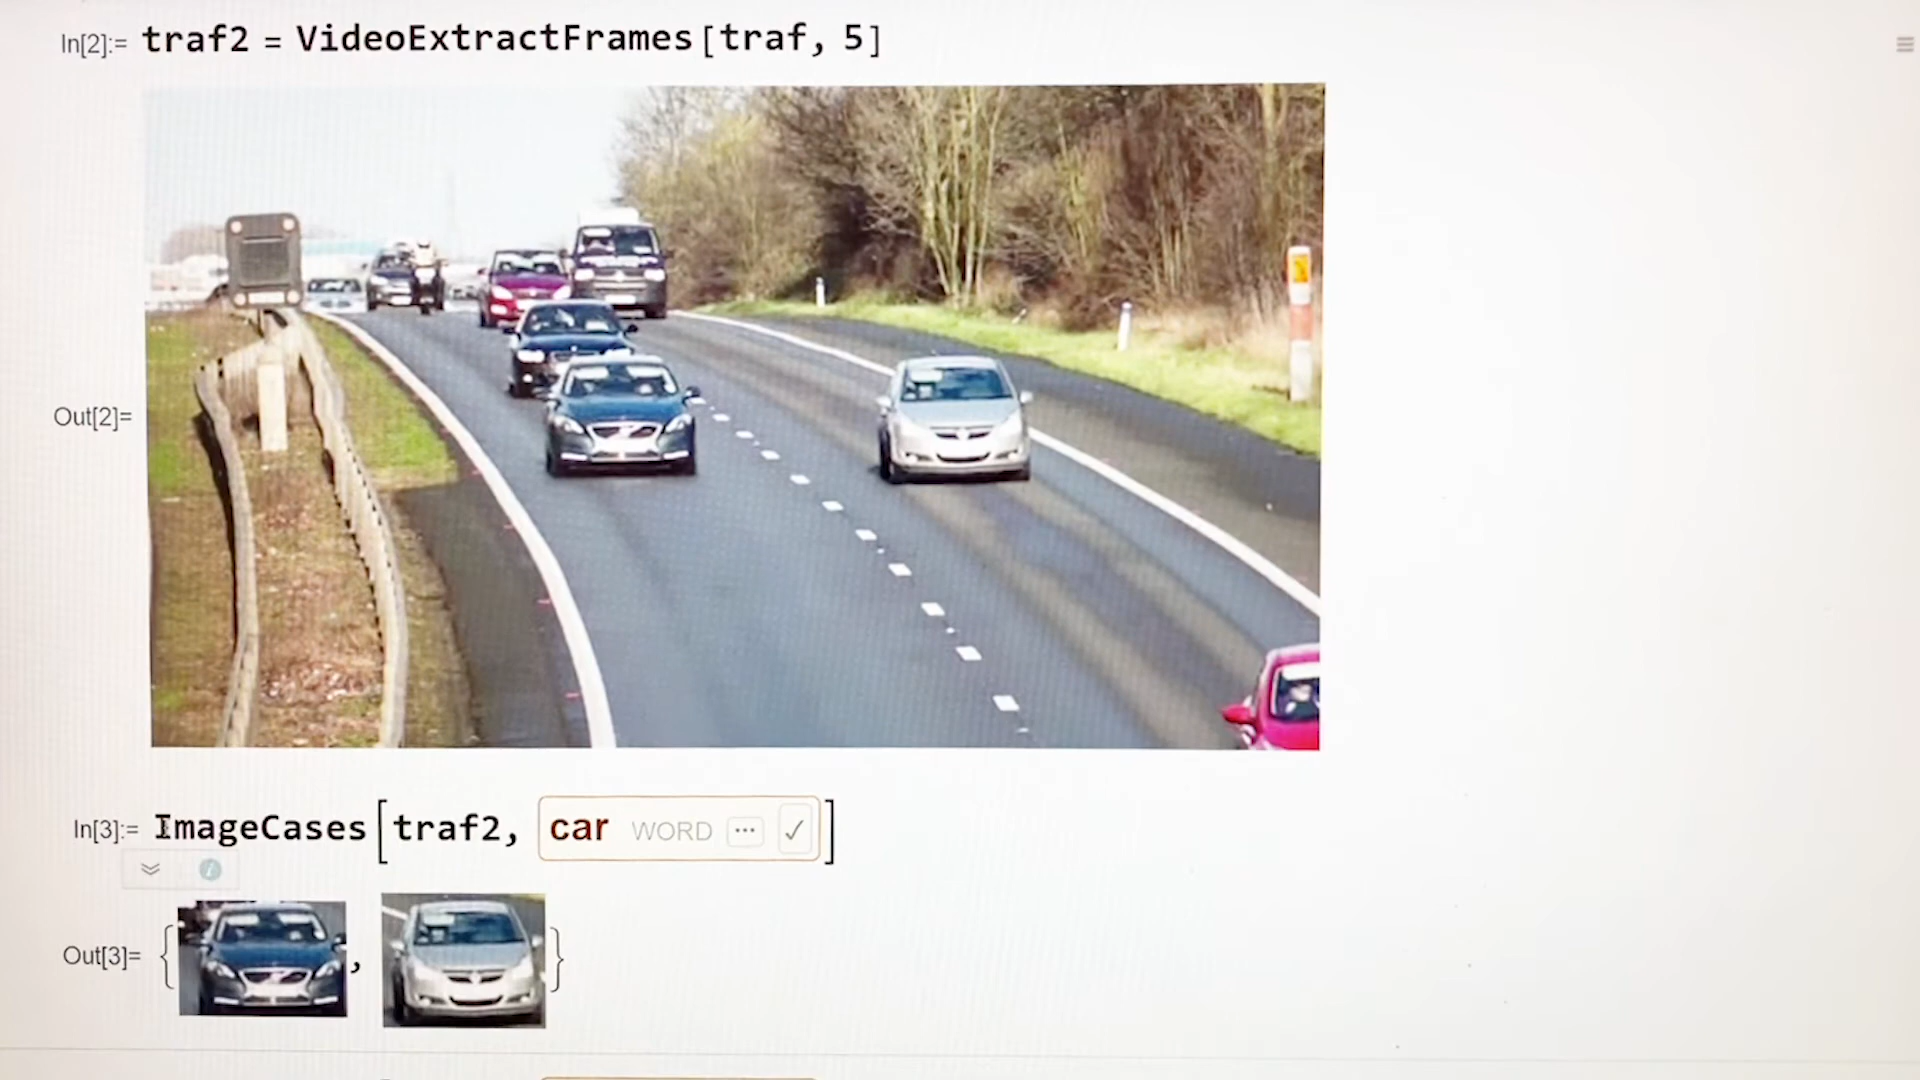 In[2]:= traf2 = VideoExtractFrames[traf, 5]
Out[2]=
In[3]:= ImageCases[traf2, car WORD ... ✓]
Out[3]= { , }